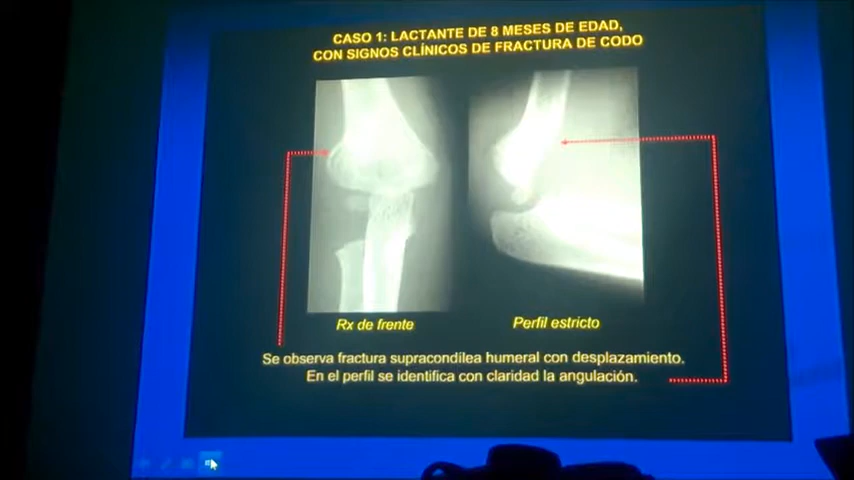 CASO 1: LACTANTE DE 8 MESES DE EDAD,
CON SIGNOS CLÍNICOS DE FRACTURA DE CODO
Rx de frente
Perfil estricto
Se observa fractura supracondílea humeral con desplazamiento.
En el perfil se identifica con claridad la angulación.